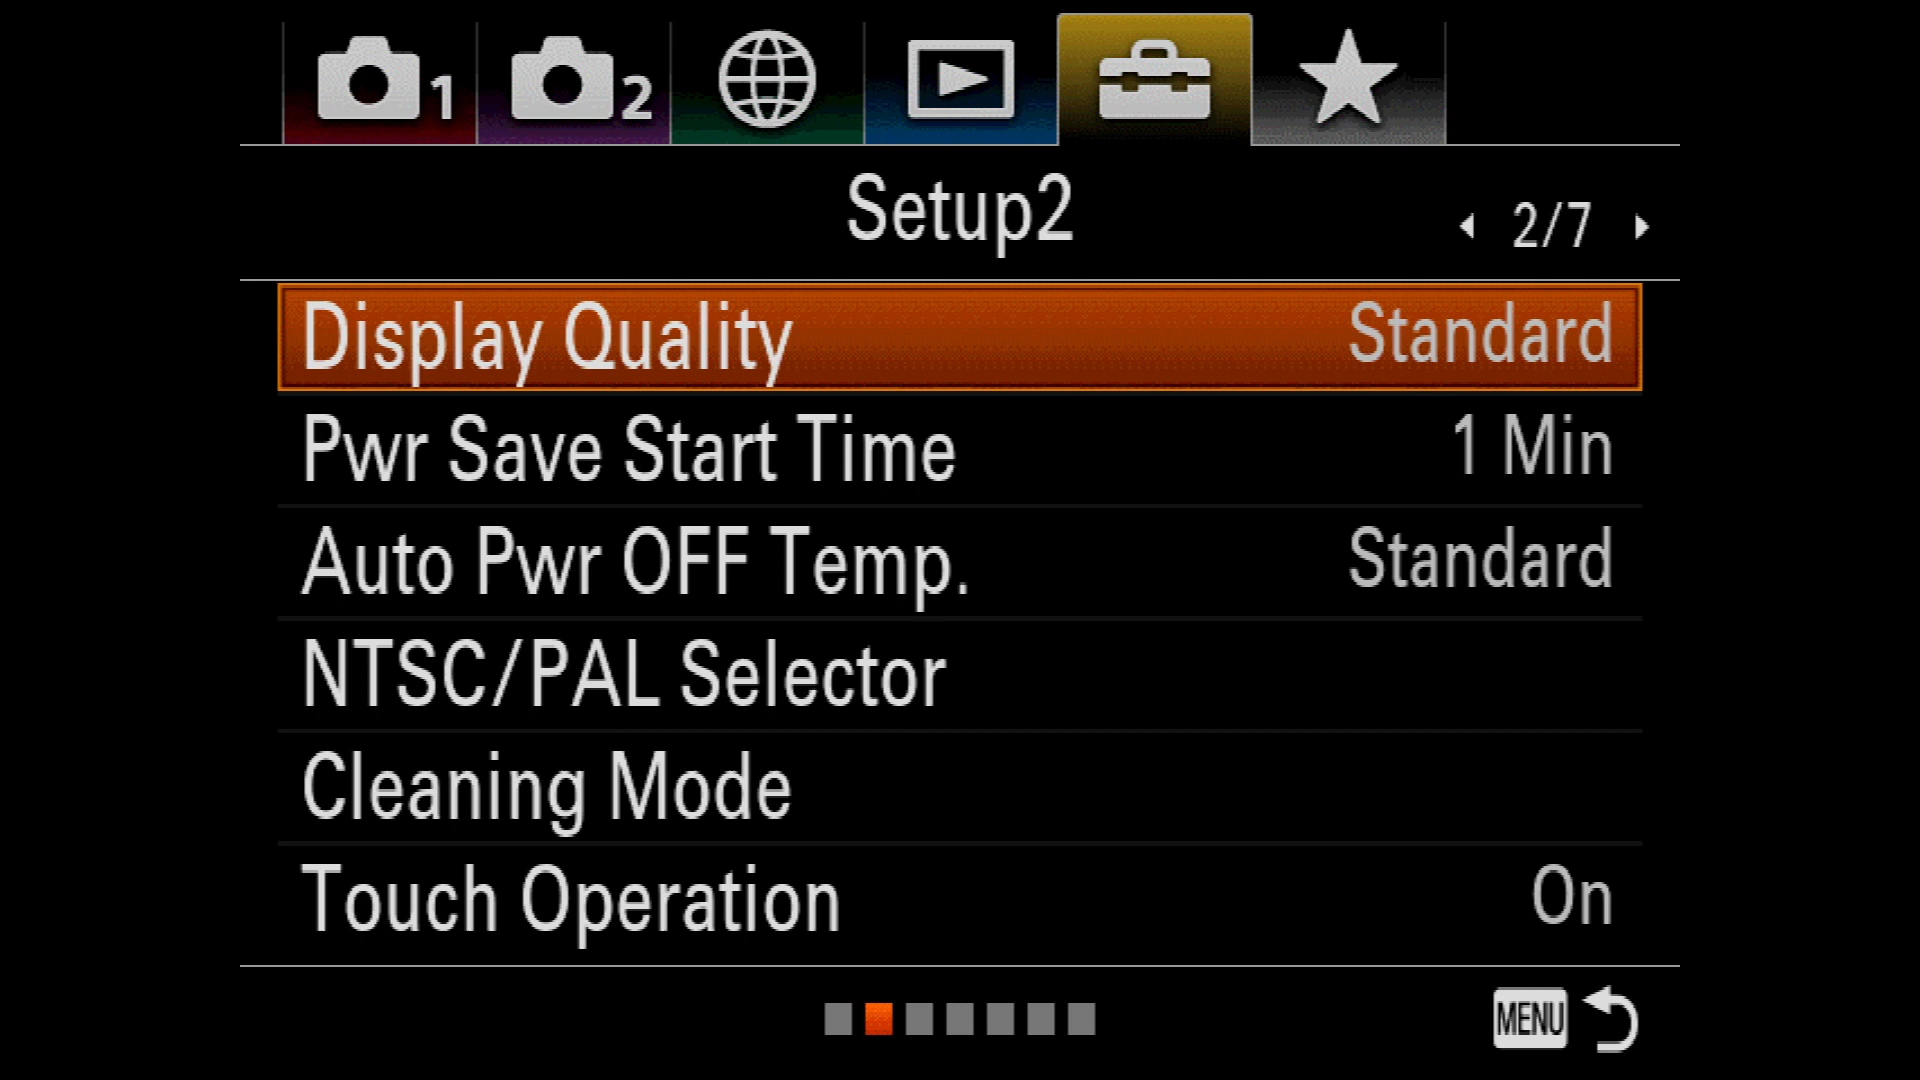 1 2
Setup2
2/7
Display Quality Standard
Pwr Save Start Time 1 Min
Auto Pwr OFF Temp. Standard
NTSC/PAL Selector
Cleaning Mode
Touch Operation On
MENU